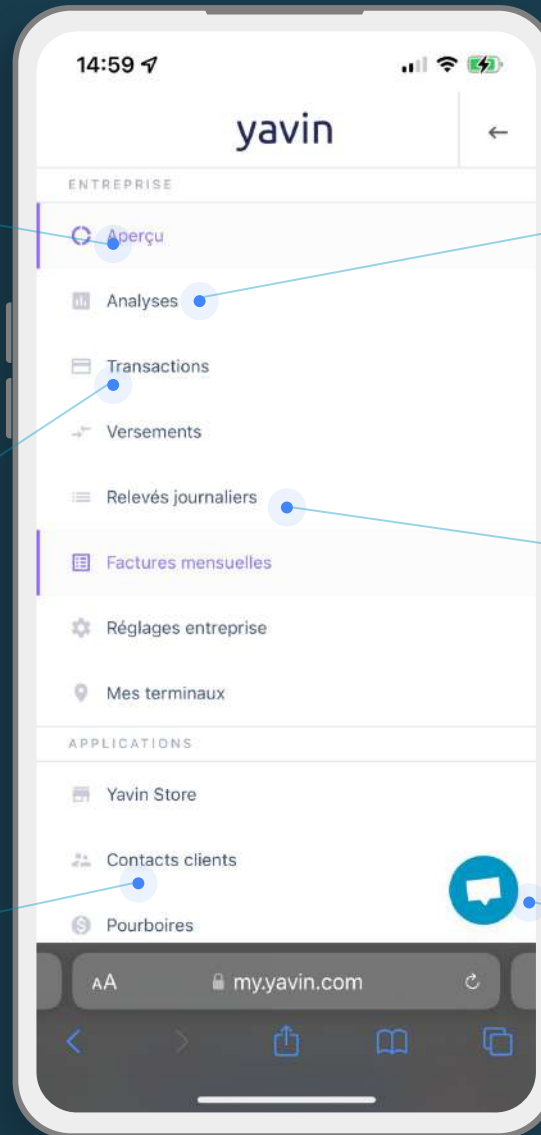 14:59
yavin
ENTREPRISE
Aperçu
Analyses
Transactions
Versements
Relevés journaliers
Factures mensuelles
Réglages entreprise
Mes terminaux
APPLICATIONS
Yavin Store
Contacts clients
Pourboires
AA my.yavin.com